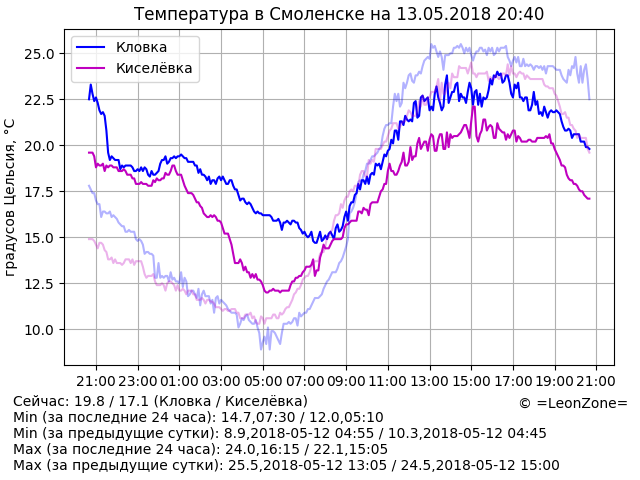 Температура в Смоленске на 13.05.2018 20:40
Кловка
Киселёвка
градусов Цельсия, °C
25.0
22.5
20.0
17.5
15.0
12.5
10.0
21:00 23:00 01:00 03:00 05:00 07:00 09:00 11:00 13:00 15:00 17:00 19:00 21:00
Сейчас: 19.8 / 17.1 (Кловка / Киселёвка)
© =LeonZone=
Min (за последние 24 часа): 14.7,07:30 / 12.0,05:10
Min (за предыдущие сутки): 8.9,2018-05-12 04:55 / 10.3,2018-05-12 04:45
Max (за последние 24 часа): 24.0,16:15 / 22.1,15:05
Max (за предыдущие сутки): 25.5,2018-05-12 13:05 / 24.5,2018-05-12 15:00